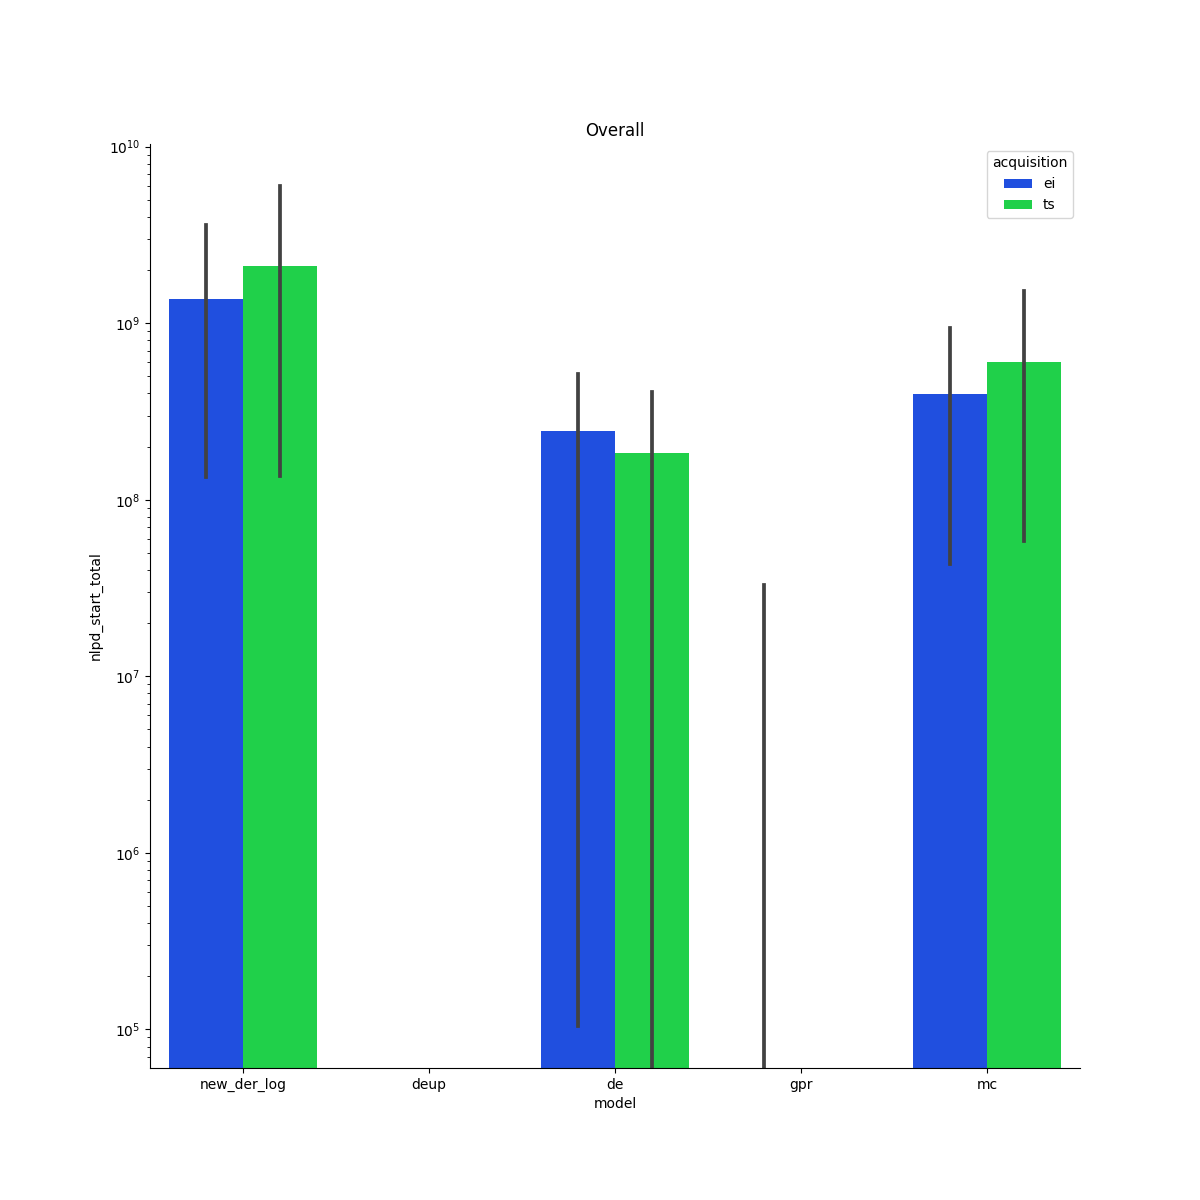 Overall
acquisition
ei
ts
10^10
10^9
10^8
10^7
10^6
10^5
nlpd_start_total
new_der_log deup de gpr mc
model